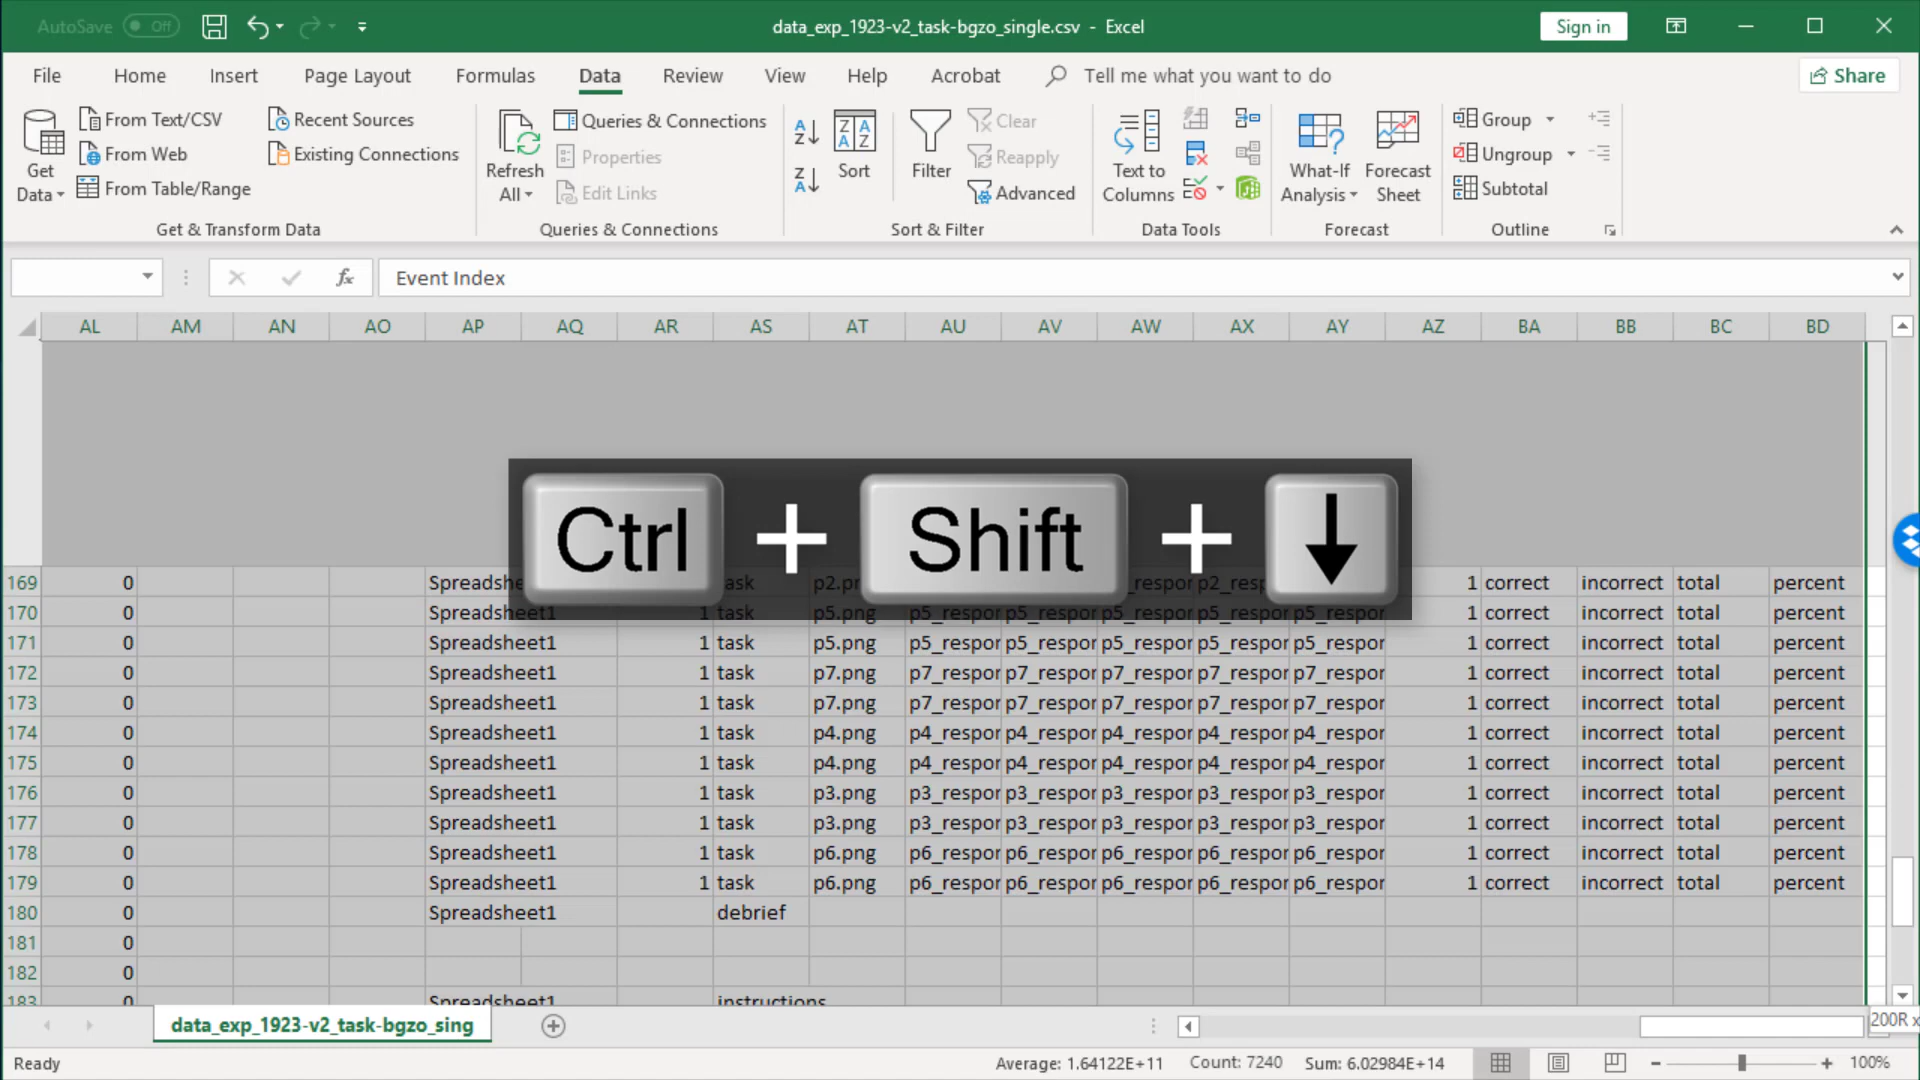 AutoSave Off data_exp_1923-v2_task-bgzo_single.csv - Excel Sign in
File Home Insert Page Layout Formulas Data Review View Help Acrobat Tell me what you want to do Share
Get Data
From Text/CSV
From Web
From Table/Range
Recent Sources
Existing Connections
Get & Transform Data
Refresh All
Queries & Connections
Properties
Edit Links
Queries & Connections
A Z
Z A
Z A A Z
Sort
Filter
Clear
Reapply
Advanced
Sort & Filter
Text to Columns
Data Tools
What-If Analysis
Forecast Sheet
Forecast
Group
Ungroup
Subtotal
Outline
fx Event Index
AL AM AN AO AP AQ AR AS AT AU AV AW AX AY AZ BA BB BC BD
Ctrl + Shift + ↓
169 0 Spreadshe ask p2.pr _respor p2_resp 1 correct incorrect total percent
170 0 Spreadsheet1 1 task p5.png p5_respor p5_respor p5_respor p5_respor p5_respor 1 correct incorrect total percent
171 0 Spreadsheet1 1 task p5.png p5_respor p5_respor p5_respor p5_respor p5_respor 1 correct incorrect total percent
172 0 Spreadsheet1 1 task p7.png p7_respor p7_respor p7_respor p7_respor p7_respor 1 correct incorrect total percent
173 0 Spreadsheet1 1 task p7.png p7_respor p7_respor p7_respor p7_respor p7_respor 1 correct incorrect total percent
174 0 Spreadsheet1 1 task p4.png p4_respor p4_respor p4_respor p4_respor p4_respor 1 correct incorrect total percent
175 0 Spreadsheet1 1 task p4.png p4_respor p4_respor p4_respor p4_respor p4_respor 1 correct incorrect total percent
176 0 Spreadsheet1 1 task p3.png p3_respor p3_respor p3_respor p3_respor p3_respor 1 correct incorrect total percent
177 0 Spreadsheet1 1 task p3.png p3_respor p3_respor p3_respor p3_respor p3_respor 1 correct incorrect total percent
178 0 Spreadsheet1 1 task p6.png p6_respor p6_respor p6_respor p6_respor p6_respor 1 correct incorrect total percent
179 0 Spreadsheet1 1 task p6.png p6_respor p6_respor p6_respor p6_respor p6_respor 1 correct incorrect total percent
180 0 Spreadsheet1 debrief
181 0
182 0
183 0 Spreadsheet1 instructions
data_exp_1923-v2_task-bgzo_sing 200R x
Ready Average: 1.64122E+11 Count: 7240 Sum: 6.02984E+14 100%